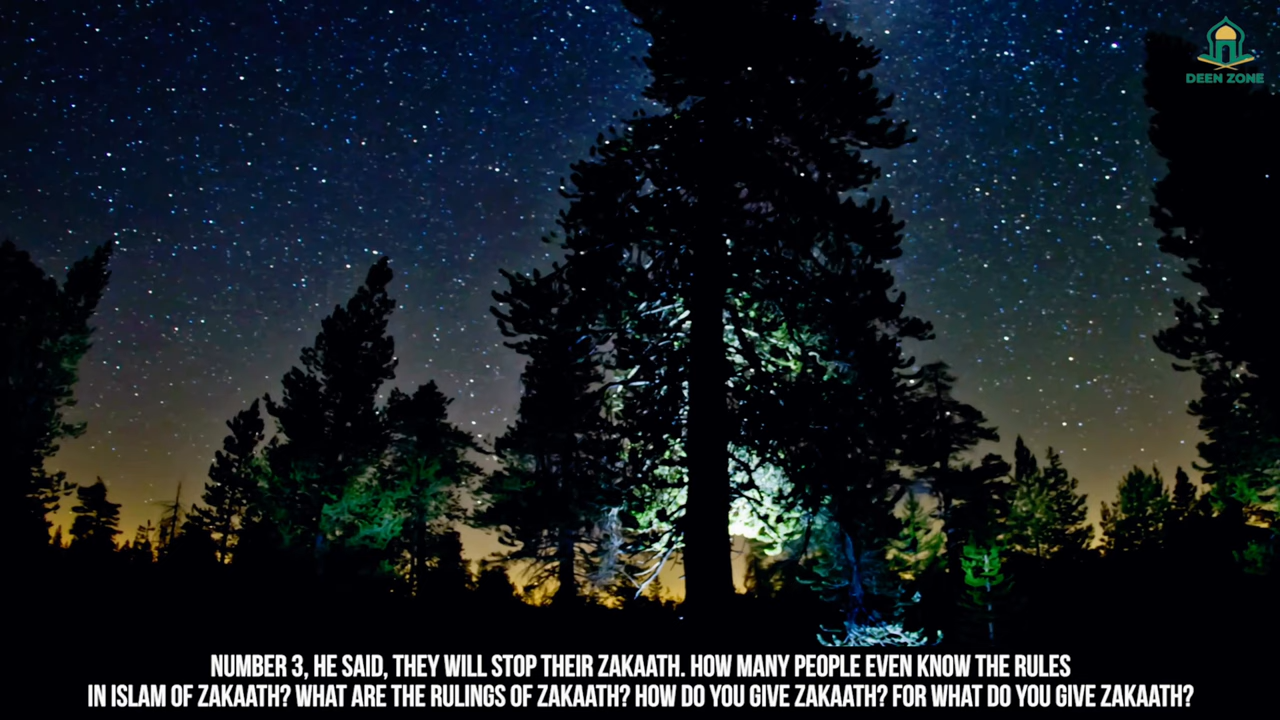 DEEN ZONE
NUMBER 3, HE SAID, THEY WILL STOP THEIR ZAKAATH. HOW MANY PEOPLE EVEN KNOW THE RULES
IN ISLAM OF ZAKAATH? WHAT ARE THE RULINGS OF ZAKAATH? HOW DO YOU GIVE ZAKAATH? FOR WHAT DO YOU GIVE ZAKAATH?